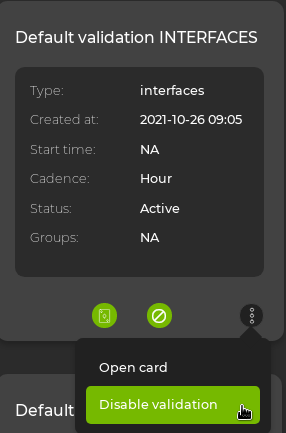 Default validation INTERFACES
Type: interfaces
Created at: 2021-10-26 09:05
Start time: NA
Cadence: Hour
Status: Active
Groups: NA
Open card
Default
Disable validation